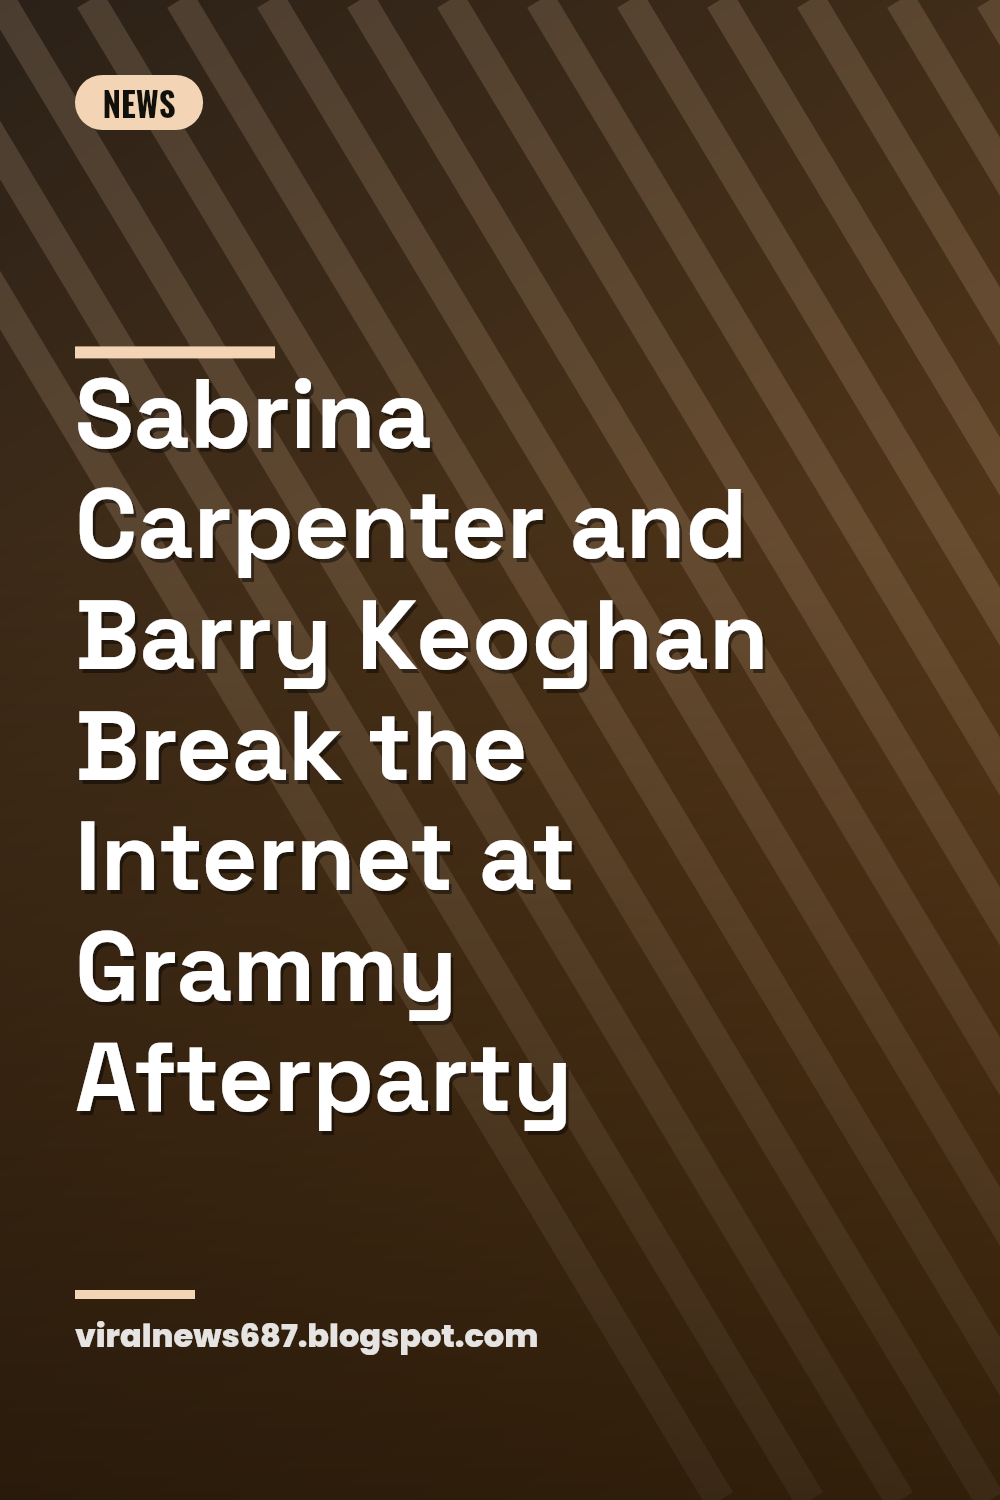 NEWS
Sabrina
Carpenter and
Barry Keoghan
Break the
Internet at
Grammy
Afterparty
viralnews687.blogspot.com